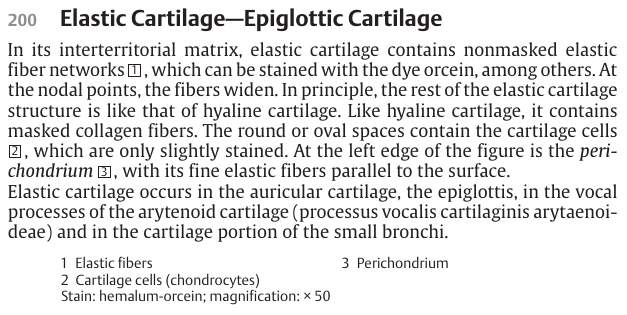 200 Elastic Cartilage—Epiglottic Cartilage
In its interterritorial matrix, elastic cartilage contains nonmasked elastic
fiber networks 1, which can be stained with the dye orcein, among others. At
the nodal points, the fibers widen. In principle, the rest of the elastic cartilage
structure is like that of hyaline cartilage. Like hyaline cartilage, it contains
masked collagen fibers. The round or oval spaces contain the cartilage cells
2, which are only slightly stained. At the left edge of the figure is the peri-
chondrium 3, with its fine elastic fibers parallel to the surface.
Elastic cartilage occurs in the auricular cartilage, the epiglottis, in the vocal
processes of the arytenoid cartilage (processus vocalis cartilaginis arytaenoi-
deae) and in the cartilage portion of the small bronchi.
1 Elastic fibers 3 Perichondrium
2 Cartilage cells (chondrocytes)
Stain: hemalum-orcein; magnification: × 50